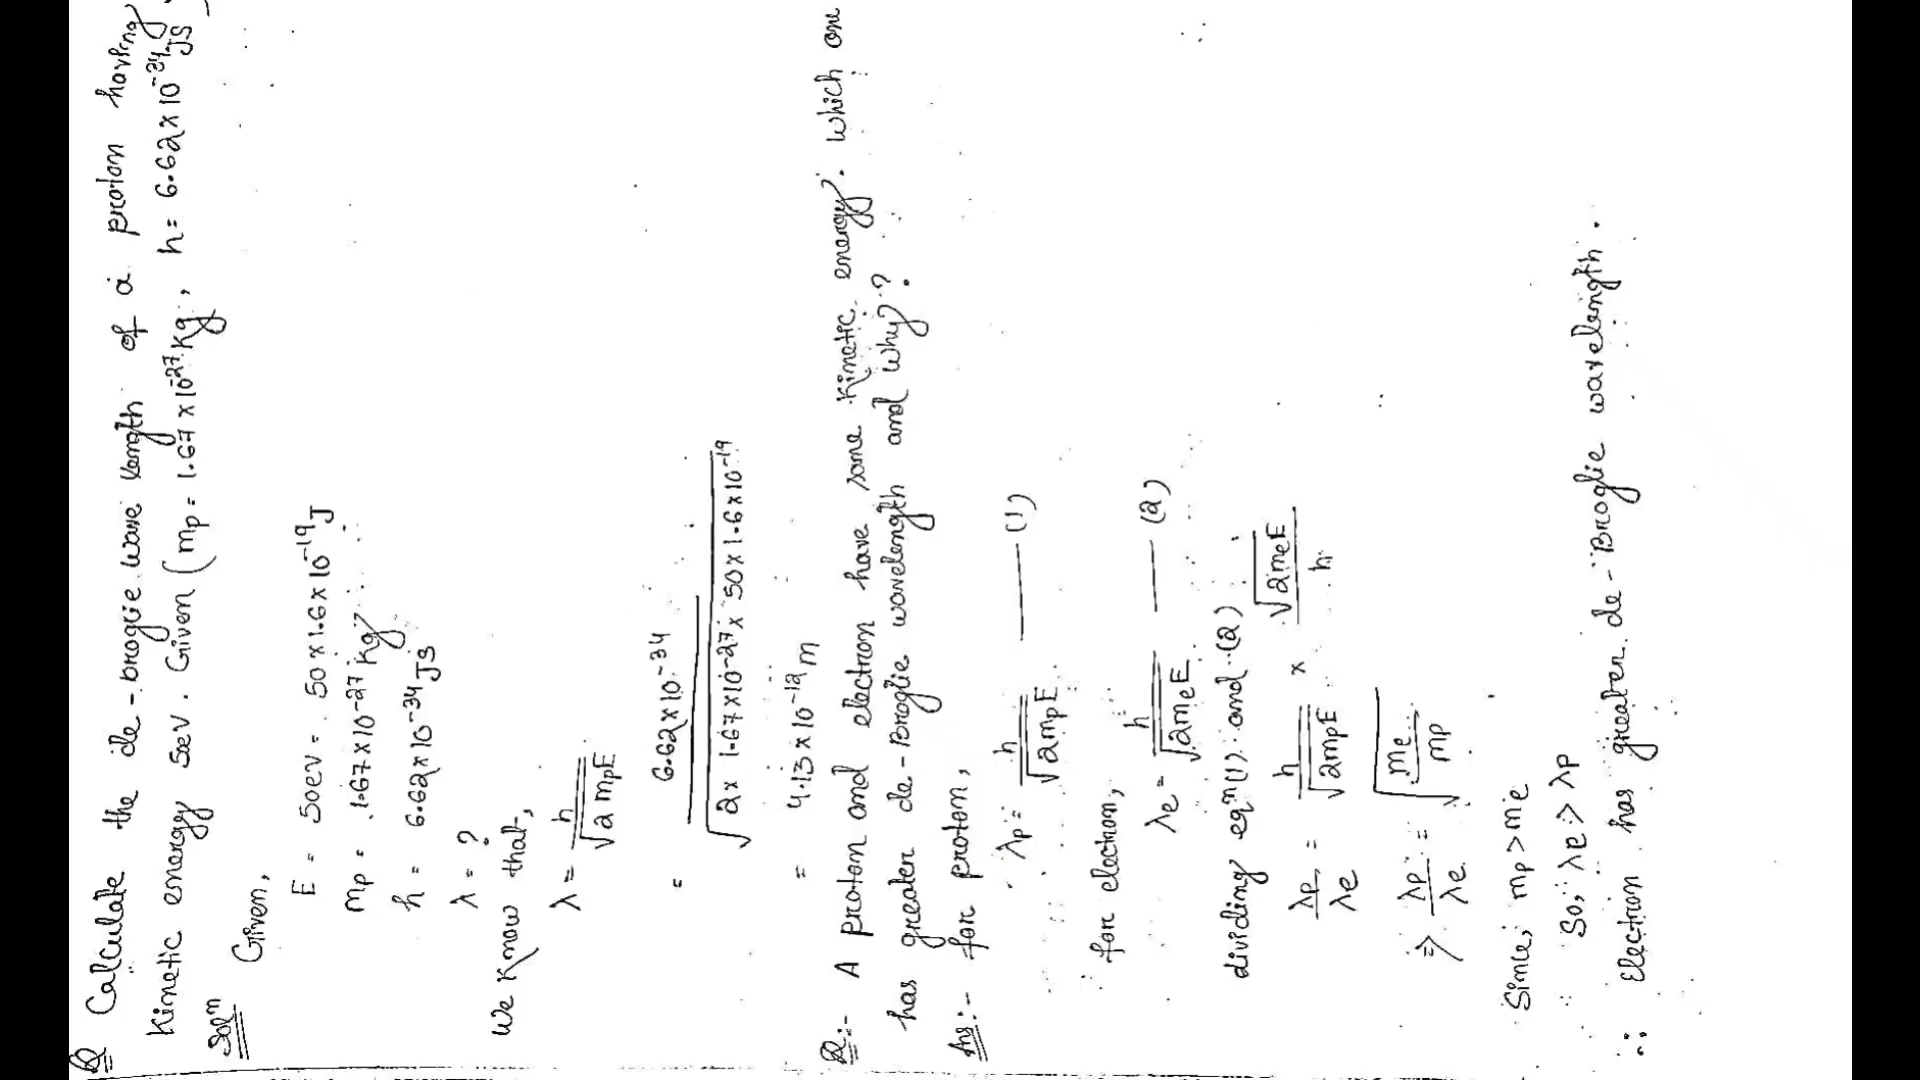 Q Calculate the de-brogie wave length of a proton having
Kinetic energy 50eV. Given (mp = 1.67 x 10^-27 Kg, h = 6.62 x 10^-34 JS)
Sol^n
Given,
E = 50ev = 50 x 1.6 x 10^-19 J
mp = 1.67 x 10^-27 Kg
h = 6.62 x 10^-34 JS
λ = ?
We Know that,
λ = h / √2mpE
= 6.62 x 10^-34 / √2 x 1.67 x 10^-27 x 50 x 1.6 x 10^-19
= 4.13 x 10^-12 m
Q:- A proton and electron have same Kinetic energy. Which one
has greater de-Broglie wavelength and why?
Ans:- for proton,
λp = h / √2mpE —— (1)
for electron,
λe = h / √2meE —— (2)
dividing eq^n (1) and (2)
λp / λe = h / √2mpE x √2meE / h
⇒ λp / λe = √me / mp
Since, mp > me
So, λe > λp
∴ Electron has greater de-Broglie wavelength.